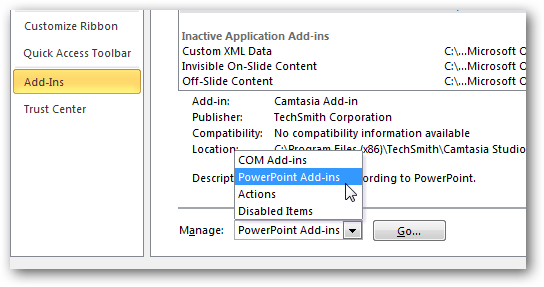 Customize Ribbon
Quick Access Toolbar
Add-Ins
Trust Center
Inactive Application Add-ins
Custom XML Data C:\...Microsoft O
Invisible On-Slide Content C:\...Microsoft O
Off-Slide Content C:\...Microsoft O
Add-in: Camtasia Add-in
Publisher: TechSmith Corporation
Compatibility: No compatibility information available
Location: C:\Program Files (x86)\TechSmith\Camtasia Studio
Descript ording to PowerPoint.
COM Add-ins
PowerPoint Add-ins
Actions
Disabled Items
Manage: PowerPoint Add-ins Go...